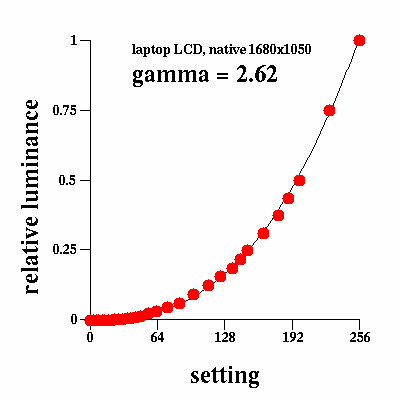 laptop LCD, native 1680x1050
gamma = 2.62
1
0.75
0.5
0.25
0
relative luminance
0 64 128 192 256
setting